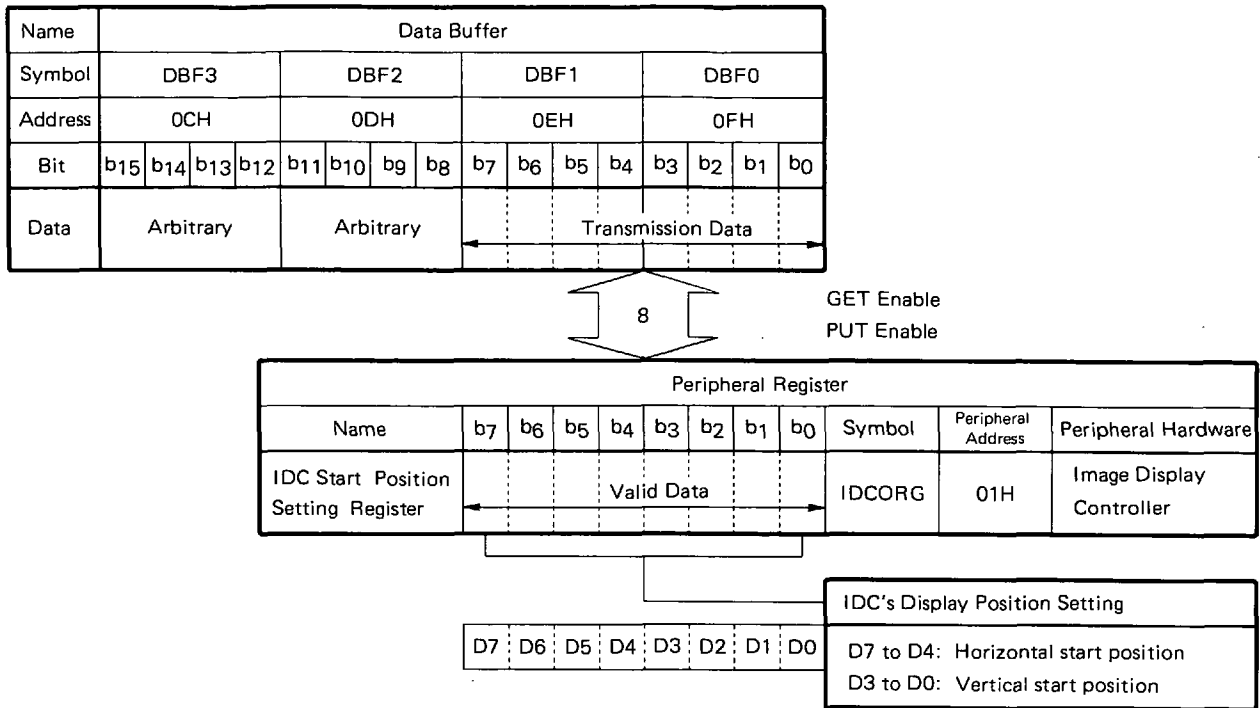 Name Data Buffer
Symbol DBF3 DBF2 DBF1 DBF0
Address 0CH 0DH 0EH 0FH
Bit b15 b14 b13 b12 b11 b10 b9 b8 b7 b6 b5 b4 b3 b2 b1 b0
Data Arbitrary Arbitrary Transmission Data
8
GET Enable
PUT Enable
Peripheral Register
Name b7 b6 b5 b4 b3 b2 b1 b0 Symbol Peripheral Address Peripheral Hardware
IDC Start Position
Setting Register
Valid Data
IDCORG
01H
Image Display
Controller
IDC's Display Position Setting
D7 D6 D5 D4 D3 D2 D1 D0
D7 to D4: Horizontal start position
D3 to D0: Vertical start position